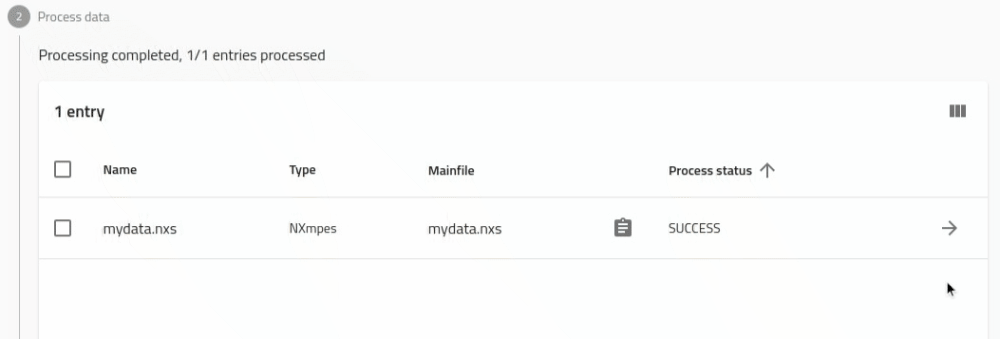 2 Process data
Processing completed, 1/1 entries processed
1 entry
Name Type Mainfile Process status
mydata.nxs NXmpes mydata.nxs SUCCESS